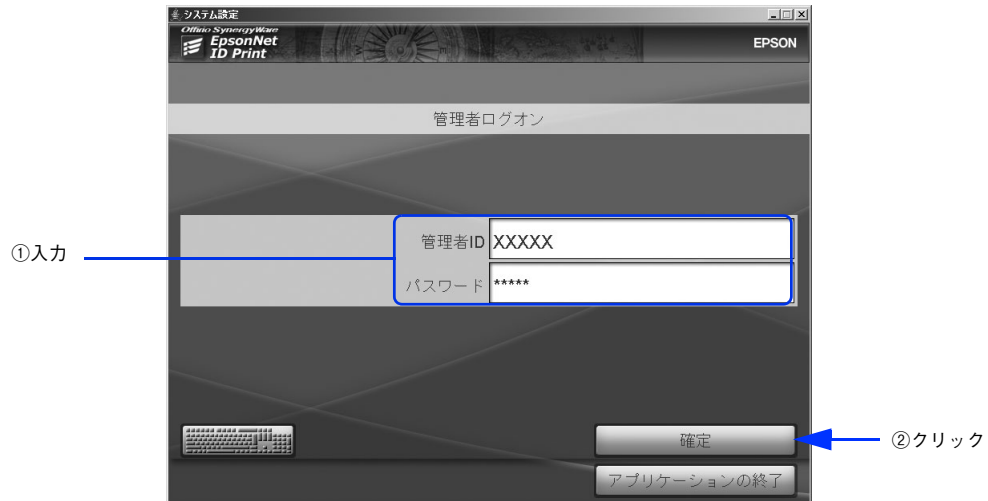 システム設定
Offirio SynergyWare
EpsonNet
ID Print
EPSON
管理者ログオン
①入力
管理者ID XXXXX
パスワード *****
確定
②クリック
アプリケーションの終了